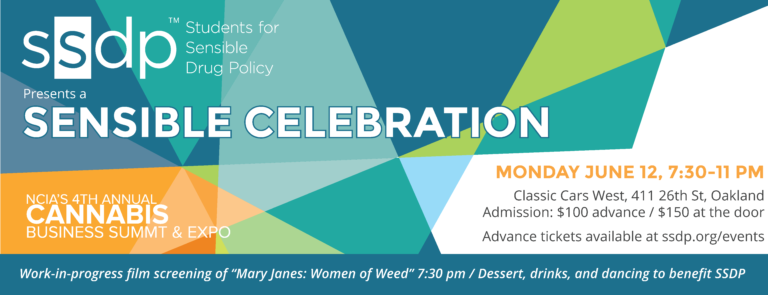 ssdp™
Students for
Sensible
Drug Policy
Presents a
SENSIBLE CELEBRATION
MONDAY JUNE 12, 7:30-11 PM
Classic Cars West, 411 26th St, Oakland
Admission: $100 advance / $150 at the door
Advance tickets available at ssdp.org/events
NCIA'S 4TH ANNUAL
CANNABIS
BUSINESS SUMMT & EXPO
Work-in-progress film screening of “Mary Janes: Women of Weed” 7:30 pm / Dessert, drinks, and dancing to benefit SSDP